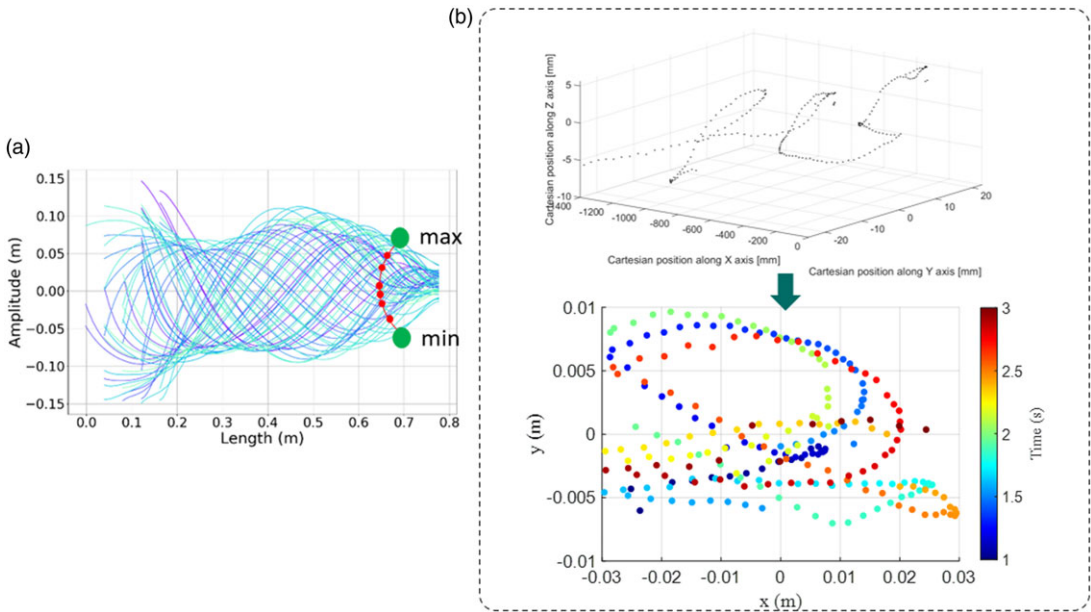 (a)
Amplitude (m)
0.15
0.10
0.05
0.00
−0.05
−0.10
−0.15
0.0 0.1 0.2 0.3 0.4 0.5 0.6 0.7 0.8
Length (m)
max
min
(b)
Cartesian position along Z axis [mm]
5
0
-5
-10
-1400
-1200
-1000
-800
-600
-400
-200
0
Cartesian position along X axis [mm]
-20
-10
0
10
20
Cartesian position along Y axis [mm]
y (m)
0.01
0.005
0
-0.005
-0.01
-0.03 -0.02 -0.01 0 0.01 0.02 0.03
x (m)
3
2.5
2
1.5
1
Time (s)